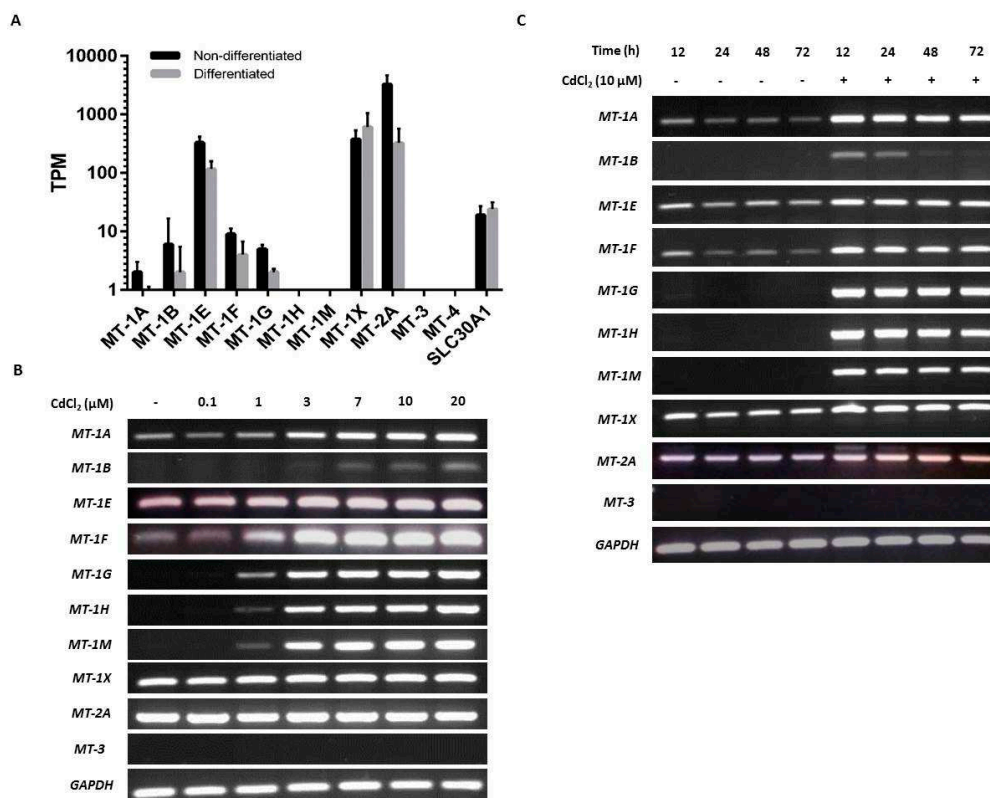 A
10000
1000
100
10
1
TPM
Non-differentiated
Differentiated
MT-1A
MT-1B
MT-1E
MT-1F
MT-1G
MT-1H
MT-1M
MT-1X
MT-2A
MT-3
MT-4
SLC30A1
B
CdCl₂ (µM) - 0.1 1 3 7 10 20
MT-1A
MT-1B
MT-1E
MT-1F
MT-1G
MT-1H
MT-1M
MT-1X
MT-2A
MT-3
GAPDH
C
Time (h) 12 24 48 72 12 24 48 72
CdCl₂ (10 µM) - - - - + + + +
MT-1A
MT-1B
MT-1E
MT-1F
MT-1G
MT-1H
MT-1M
MT-1X
MT-2A
MT-3
GAPDH